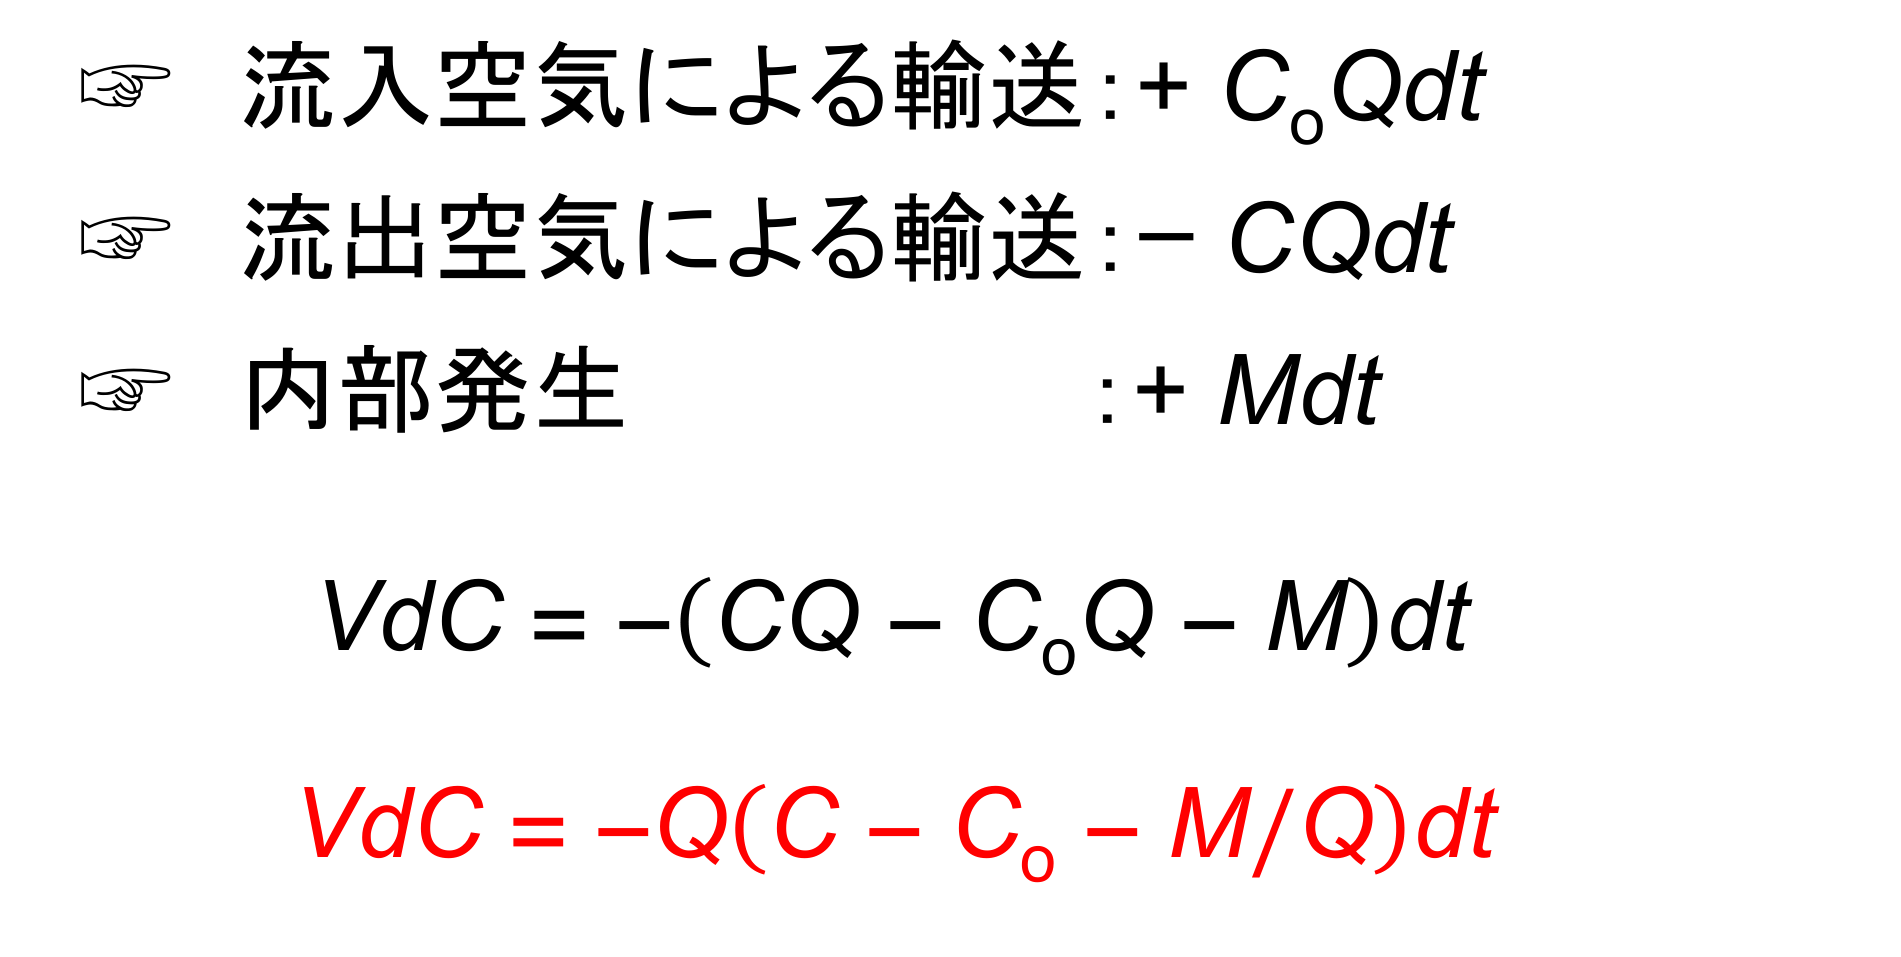 ☞ 流入空気による輸送:+ CoQdt
☞ 流出空気による輸送:− CQdt
☞ 内部発生 :+ Mdt
VdC = −(CQ − CoQ − M)dt
VdC = −Q(C − Co − M/Q)dt